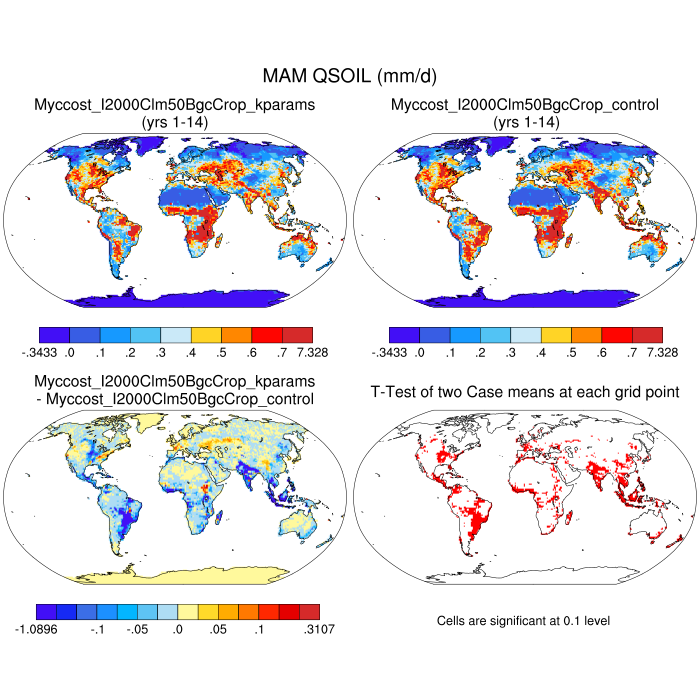 MAM QSOIL (mm/d)
Myccost_I2000Clm50BgcCrop_kparams
(yrs 1-14)
Myccost_I2000Clm50BgcCrop_control
(yrs 1-14)
-.3433 .0 .1 .2 .3 .4 .5 .6 .7 7.328
-.3433 .0 .1 .2 .3 .4 .5 .6 .7 7.328
Myccost_I2000Clm50BgcCrop_kparams
- Myccost_I2000Clm50BgcCrop_control
T-Test of two Case means at each grid point
-1.0896 -.1 -.05 .0 .05 .1 .3107
Cells are significant at 0.1 level